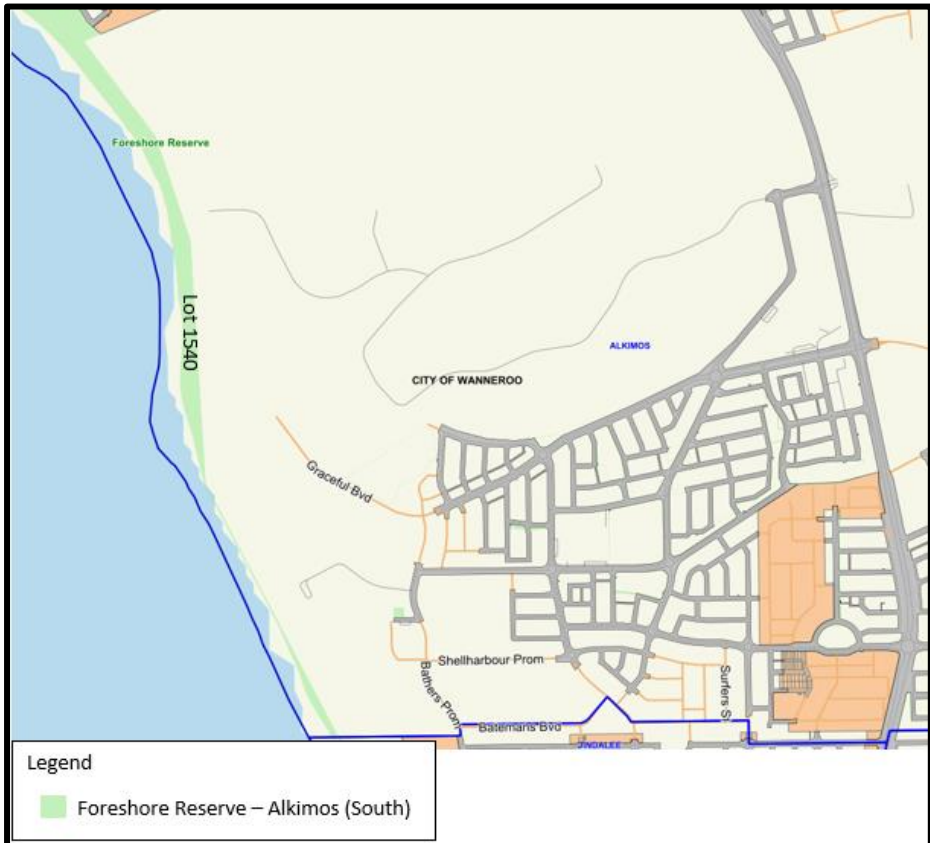 Foreshore Reserve
Lot 1540
ALKIMOS
CITY OF WANNEROO
Graceful Bvd
Shellharbour Prom
Bathers Prom
Surfers St
Batemans Bvd
JINDALEE
Legend
Foreshore Reserve – Alkimos (South)